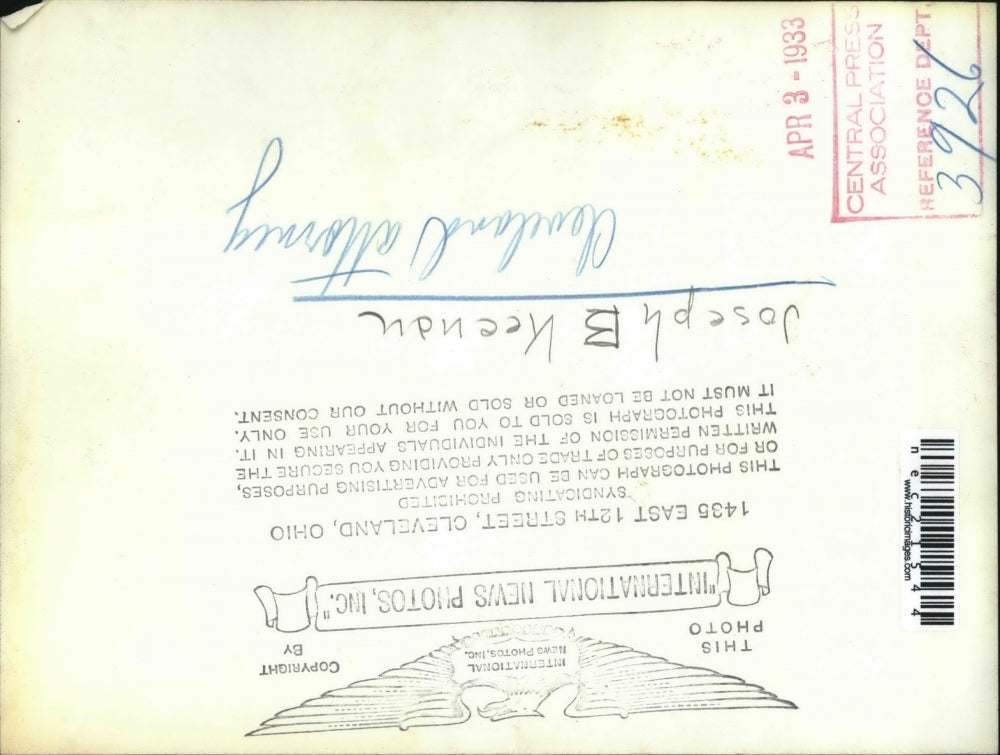 INTERNATIONAL
NEWS PHOTOS, INC.
THIS
PHOTO
COPYRIGHT
BY
"INTERNATIONAL NEWS PHOTOS, INC."
1435 EAST 12TH STREET, CLEVELAND, OHIO
"SYNDICATING PROHIBITED
THIS PHOTOGRAPH CAN BE USED FOR ADVERTISING PURPOSES,
OR FOR PURPOSES OF TRADE ONLY PROVIDING YOU SECURE THE
WRITTEN PERMISSION OF THE INDIVIDUALS APPEARING IN IT.
THIS PHOTOGRAPH IS SOLD TO YOU FOR YOUR USE ONLY.
IT MUST NOT BE LOANED OR SOLD WITHOUT OUR CONSENT.
Joseph B Keenan
Cleveland attorney
APR 3 - 1933
CENTRAL PRESS
ASSOCIATION
REFERENCE DEPT.
3926
nec21544
www.historicimages.com